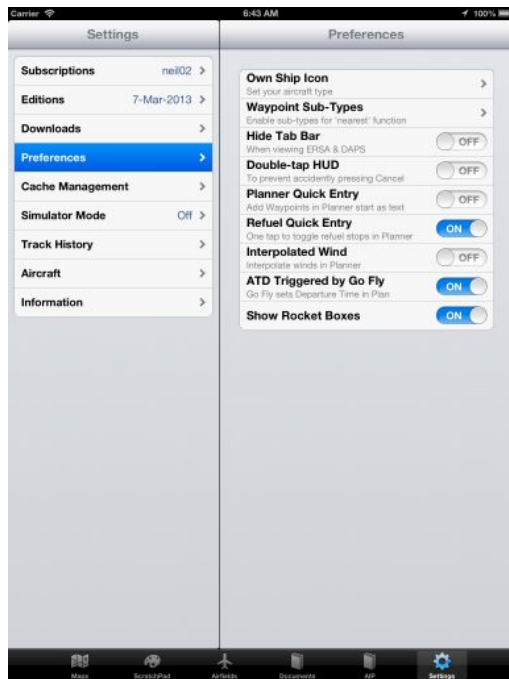 Carrier 6:43 AM 100%
Settings
Preferences
Subscriptions neil02
Editions 7-Mar-2013
Downloads
Preferences
Cache Management
Simulator Mode Off
Track History
Aircraft
Information
Own Ship Icon
Set your aircraft type
Waypoint Sub-Types
Enable sub-types for 'nearest' function
Hide Tab Bar OFF
When viewing ERSA & DAPS
Double-tap HUD OFF
To prevent accidently pressing Cancel
Planner Quick Entry OFF
Add Waypoints in Planner start as text
Refuel Quick Entry ON
One tap to toggle refuel stops in Planner
Interpolated Wind OFF
Interpolate winds in Planner
ATD Triggered by Go Fly ON
Go Fly sets Departure Time in Plan
Show Rocket Boxes ON
Maps ScratchPad Airfields Documents AIP Settings